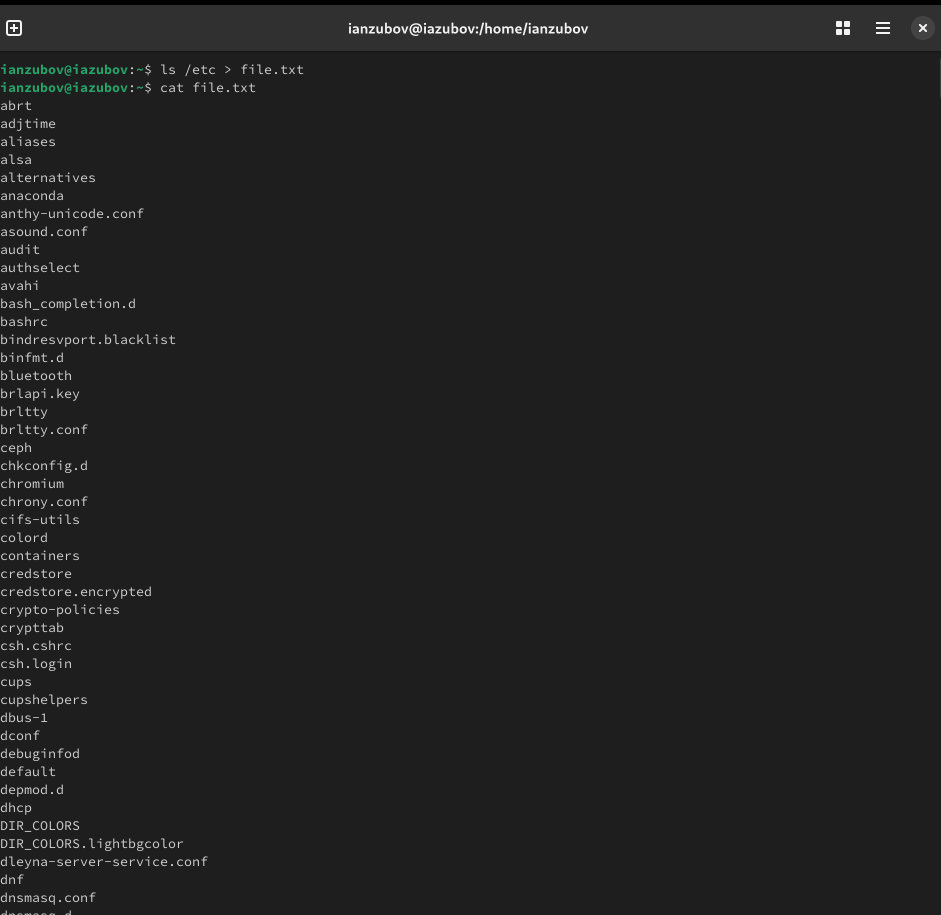 ianzubov@iazubov:/home/ianzubov
ianzubov@iazubov:~$ ls /etc > file.txt
ianzubov@iazubov:~$ cat file.txt
abrt
adjtime
aliases
alsa
alternatives
anaconda
anthy-unicode.conf
asound.conf
audit
authselect
avahi
bash_completion.d
bashrc
bindresvport.blacklist
binfmt.d
bluetooth
brlapi.key
brltty
brltty.conf
ceph
chkconfig.d
chromium
chrony.conf
cifs-utils
colord
containers
credstore
credstore.encrypted
crypto-policies
crypttab
csh.cshrc
csh.login
cups
cupshelpers
dbus-1
dconf
debuginfod
default
depmod.d
dhcp
DIR_COLORS
DIR_COLORS.lightbgcolor
dleyna-server-service.conf
dnf
dnsmasq.conf
dnsmasq.d